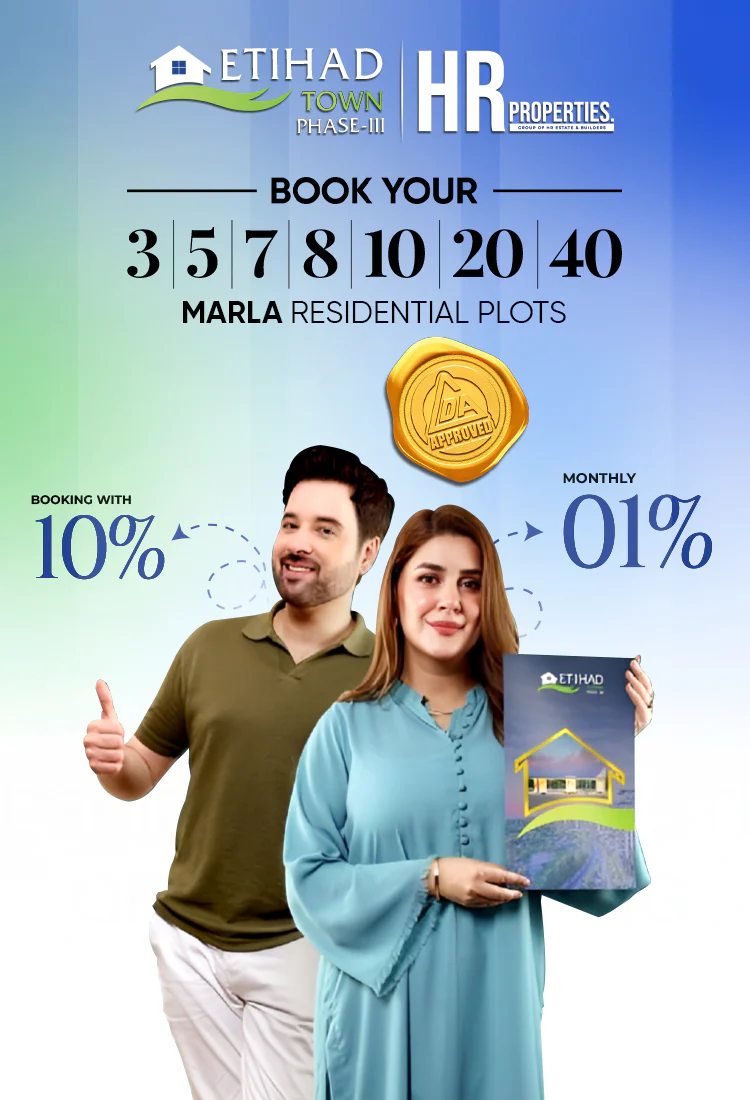 ETIHAD
TOWN
PHASE-III
HR PROPERTIES.
GROUP OF HR ESTATE & BUILDERS
BOOK YOUR
3 | 5 | 7 | 8 | 10 | 20 | 40
MARLA RESIDENTIAL PLOTS
LDA
APPROVED
BOOKING WITH
10%
MONTHLY
01%
ETIHAD